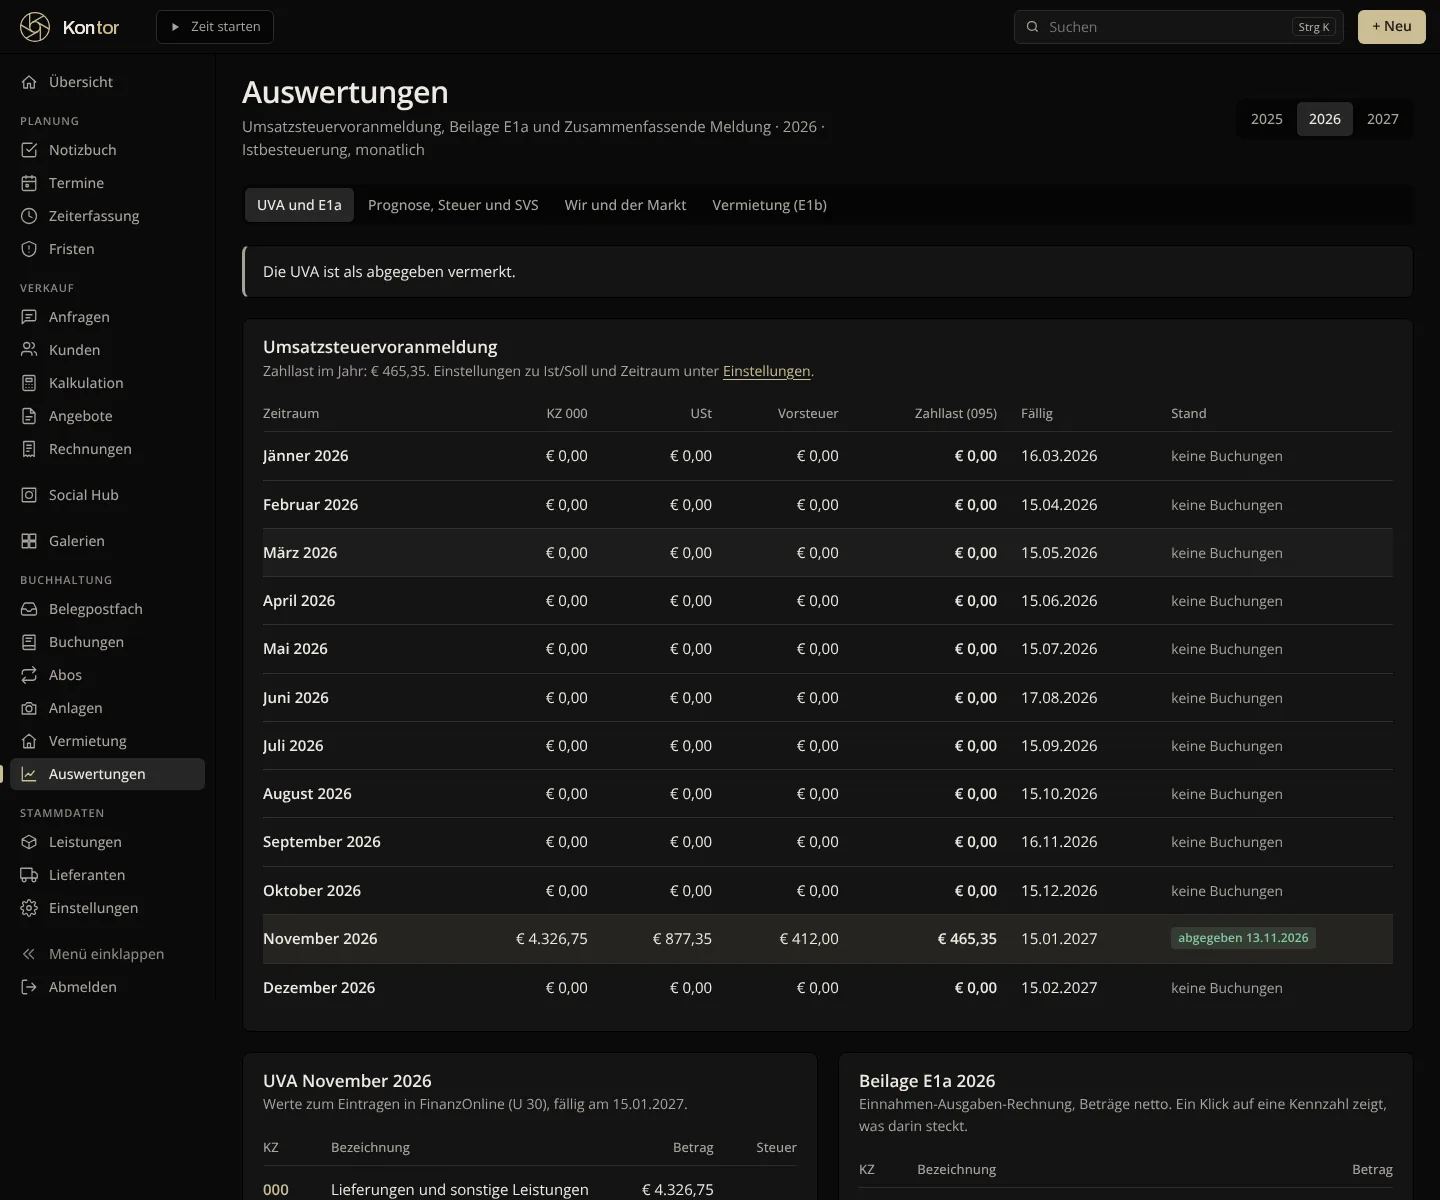 Kontor
Zeit starten
Suchen
Strg K
+ Neu
Übersicht
PLANUNG
Notizbuch
Termine
Zeiterfassung
Fristen
VERKAUF
Anfragen
Kunden
Kalkulation
Angebote
Rechnungen
Social Hub
Galerien
BUCHHALTUNG
Belegpostfach
Buchungen
Abos
Anlagen
Vermietung
Auswertungen
STAMMDATEN
Leistungen
Lieferanten
Einstellungen
Menü einklappen
Abmelden
Auswertungen
Umsatzsteuervoranmeldung, Beilage E1a und Zusammenfassende Meldung · 2026 ·
Istbesteuerung, monatlich
2025 2026 2027
UVA und E1a Prognose, Steuer und SVS Wir und der Markt Vermietung (E1b)
Die UVA ist als abgegeben vermerkt.
Umsatzsteuervoranmeldung
Zahllast im Jahr: € 465,35. Einstellungen zu Ist/Soll und Zeitraum unter Einstellungen.
Zeitraum KZ 000 USt Vorsteuer Zahllast (095) Fällig Stand
Jänner 2026 € 0,00 € 0,00 € 0,00 € 0,00 16.03.2026 keine Buchungen
Februar 2026 € 0,00 € 0,00 € 0,00 € 0,00 15.04.2026 keine Buchungen
März 2026 € 0,00 € 0,00 € 0,00 € 0,00 15.05.2026 keine Buchungen
April 2026 € 0,00 € 0,00 € 0,00 € 0,00 15.06.2026 keine Buchungen
Mai 2026 € 0,00 € 0,00 € 0,00 € 0,00 15.07.2026 keine Buchungen
Juni 2026 € 0,00 € 0,00 € 0,00 € 0,00 17.08.2026 keine Buchungen
Juli 2026 € 0,00 € 0,00 € 0,00 € 0,00 15.09.2026 keine Buchungen
August 2026 € 0,00 € 0,00 € 0,00 € 0,00 15.10.2026 keine Buchungen
September 2026 € 0,00 € 0,00 € 0,00 € 0,00 16.11.2026 keine Buchungen
Oktober 2026 € 0,00 € 0,00 € 0,00 € 0,00 15.12.2026 keine Buchungen
November 2026 € 4.326,75 € 877,35 € 412,00 € 465,35 15.01.2027 abgegeben 13.11.2026
Dezember 2026 € 0,00 € 0,00 € 0,00 € 0,00 15.02.2027 keine Buchungen
UVA November 2026
Werte zum Eintragen in FinanzOnline (U 30), fällig am 15.01.2027.
KZ Bezeichnung Betrag Steuer
000 Lieferungen und sonstige Leistungen € 4.326,75
Beilage E1a 2026
Einnahmen-Ausgaben-Rechnung, Beträge netto. Ein Klick auf eine Kennzahl zeigt,
was darin steckt.
KZ Bezeichnung Betrag